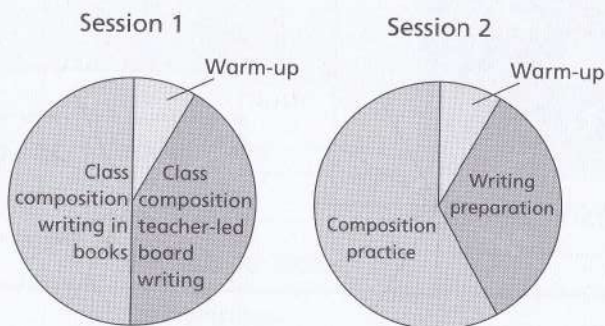 Session 1
Warm-up
Class
composition
writing in
books
Class
composition
teacher-led
board
writing
Session 2
Warm-up
Writing
preparation
Composition
practice